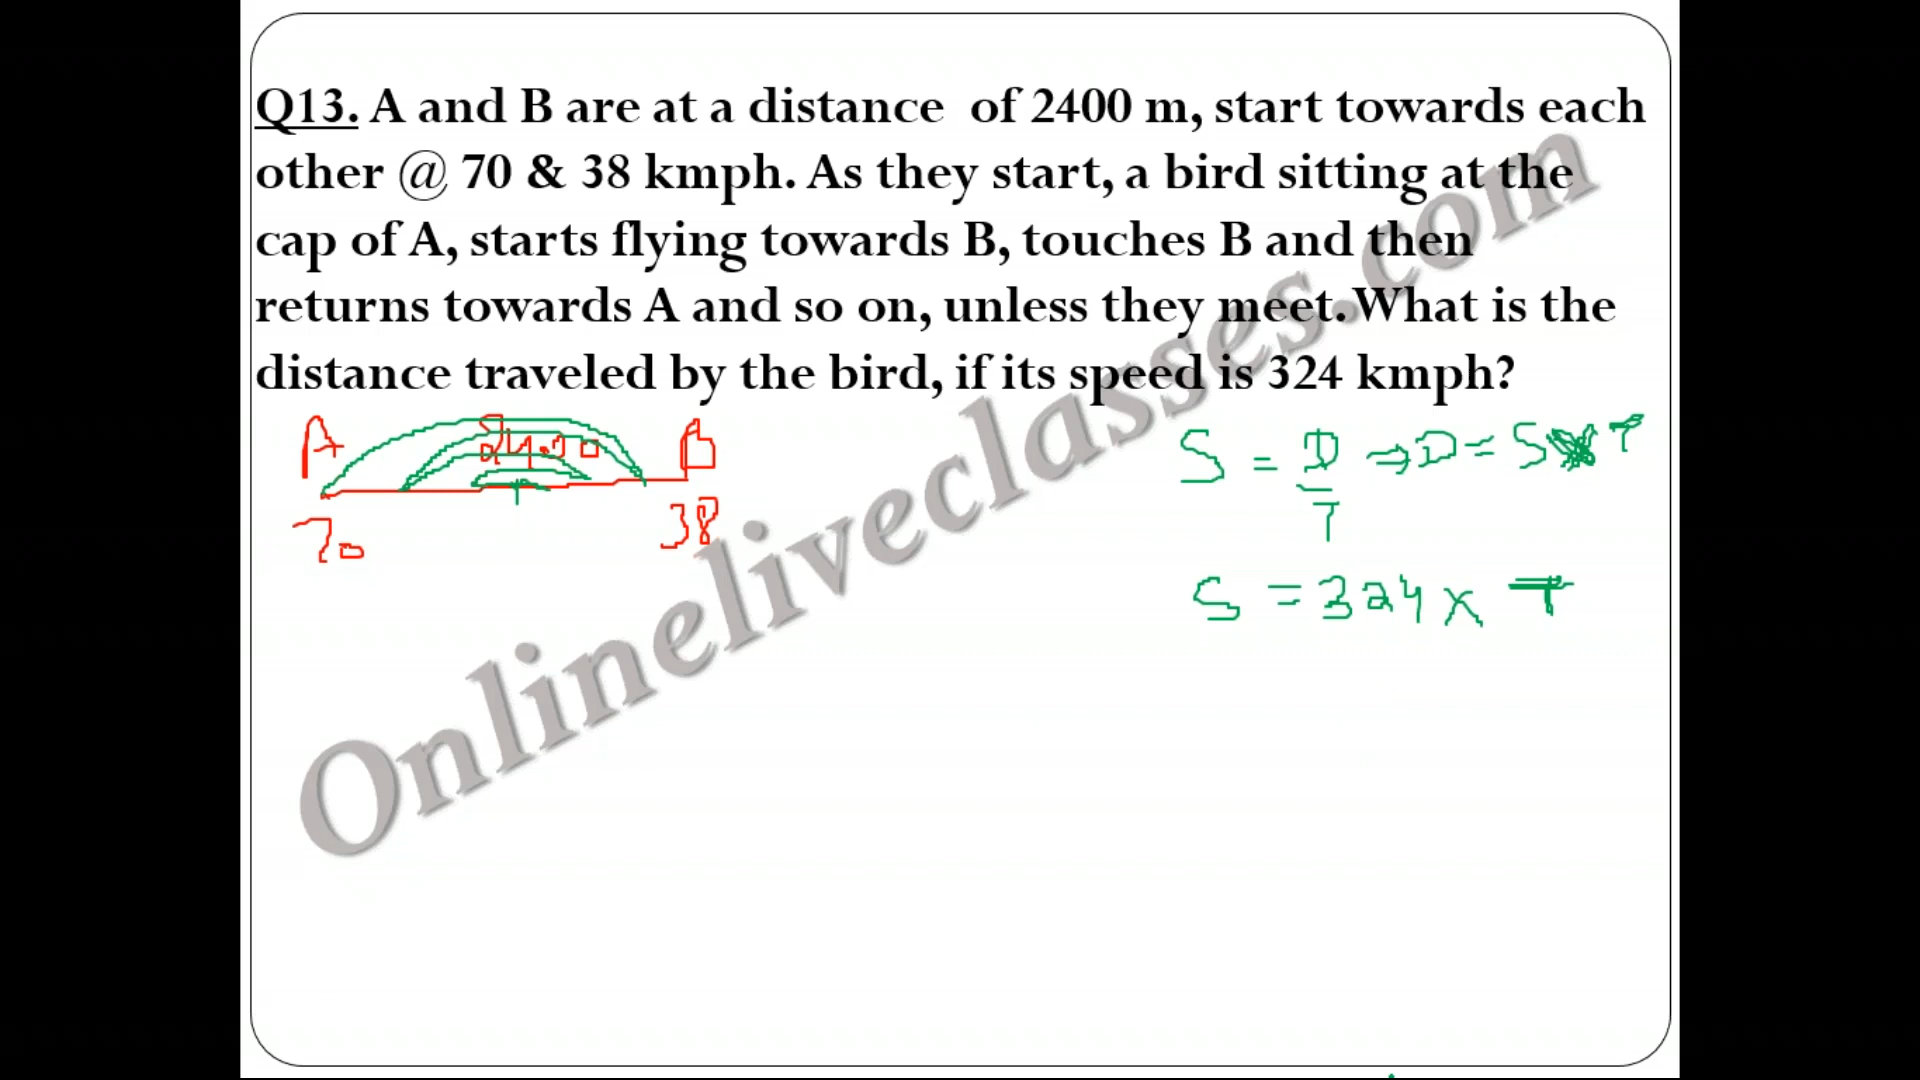 Q13. A and B are at a distance of 2400 m, start towards each
other @ 70 & 38 kmph. As they start, a bird sitting at the
cap of A, starts flying towards B, touches B and then
returns towards A and so on, unless they meet. What is the
distance traveled by the bird, if its speed is 324 kmph?
A 2400 B
70 38
S = D/T ⇒ D = S T
S = 324 x T
Onlineliveclasses.com